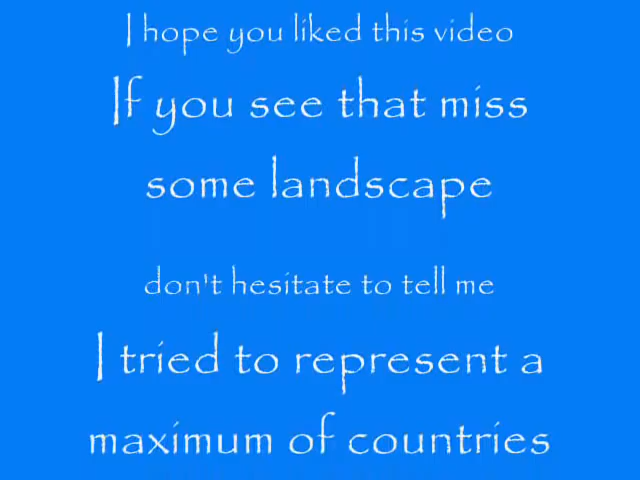 I hope you liked this video
If you see that miss
some landscape
don't hesitate to tell me
I tried to represent a
maximum of countries